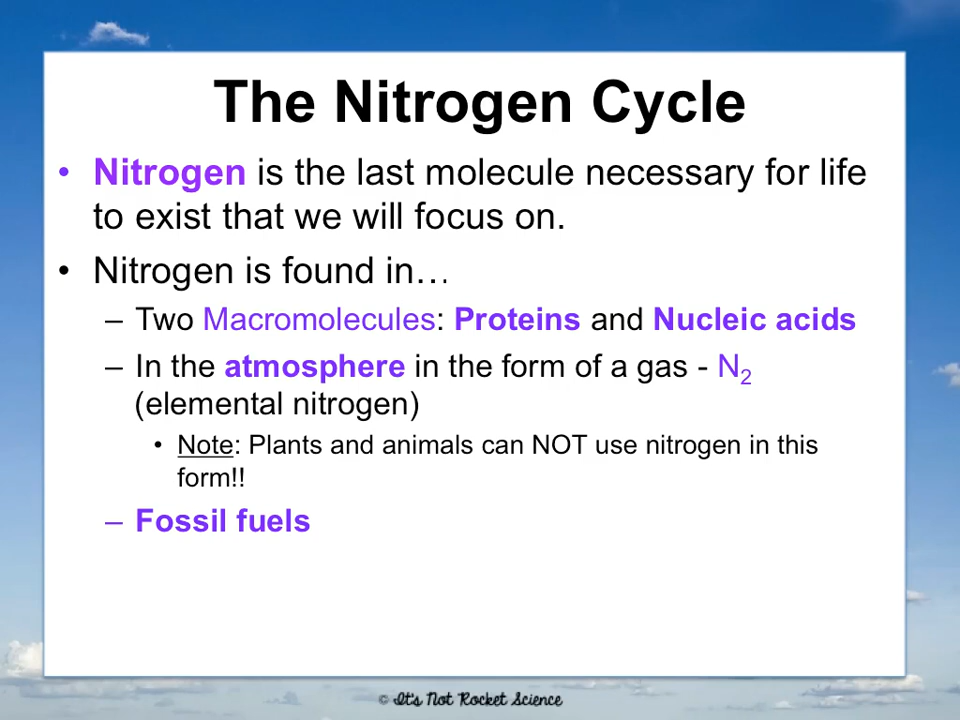 The Nitrogen Cycle
• Nitrogen is the last molecule necessary for life
to exist that we will focus on.
• Nitrogen is found in…
– Two Macromolecules: Proteins and Nucleic acids
– In the atmosphere in the form of a gas - N₂
(elemental nitrogen)
• Note: Plants and animals can NOT use nitrogen in this
form!!
– Fossil fuels
© It's Not Rocket Science